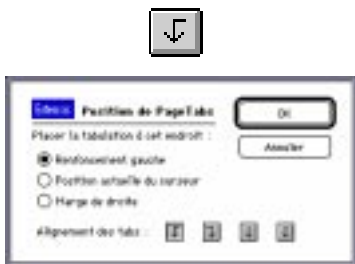 Position de PageTabs
OK
Placer la tabulation à cet endroit :
Annuler
Renfoncement gauche
Position actuelle du curseur
Marge de droite
Alignement des tabs :